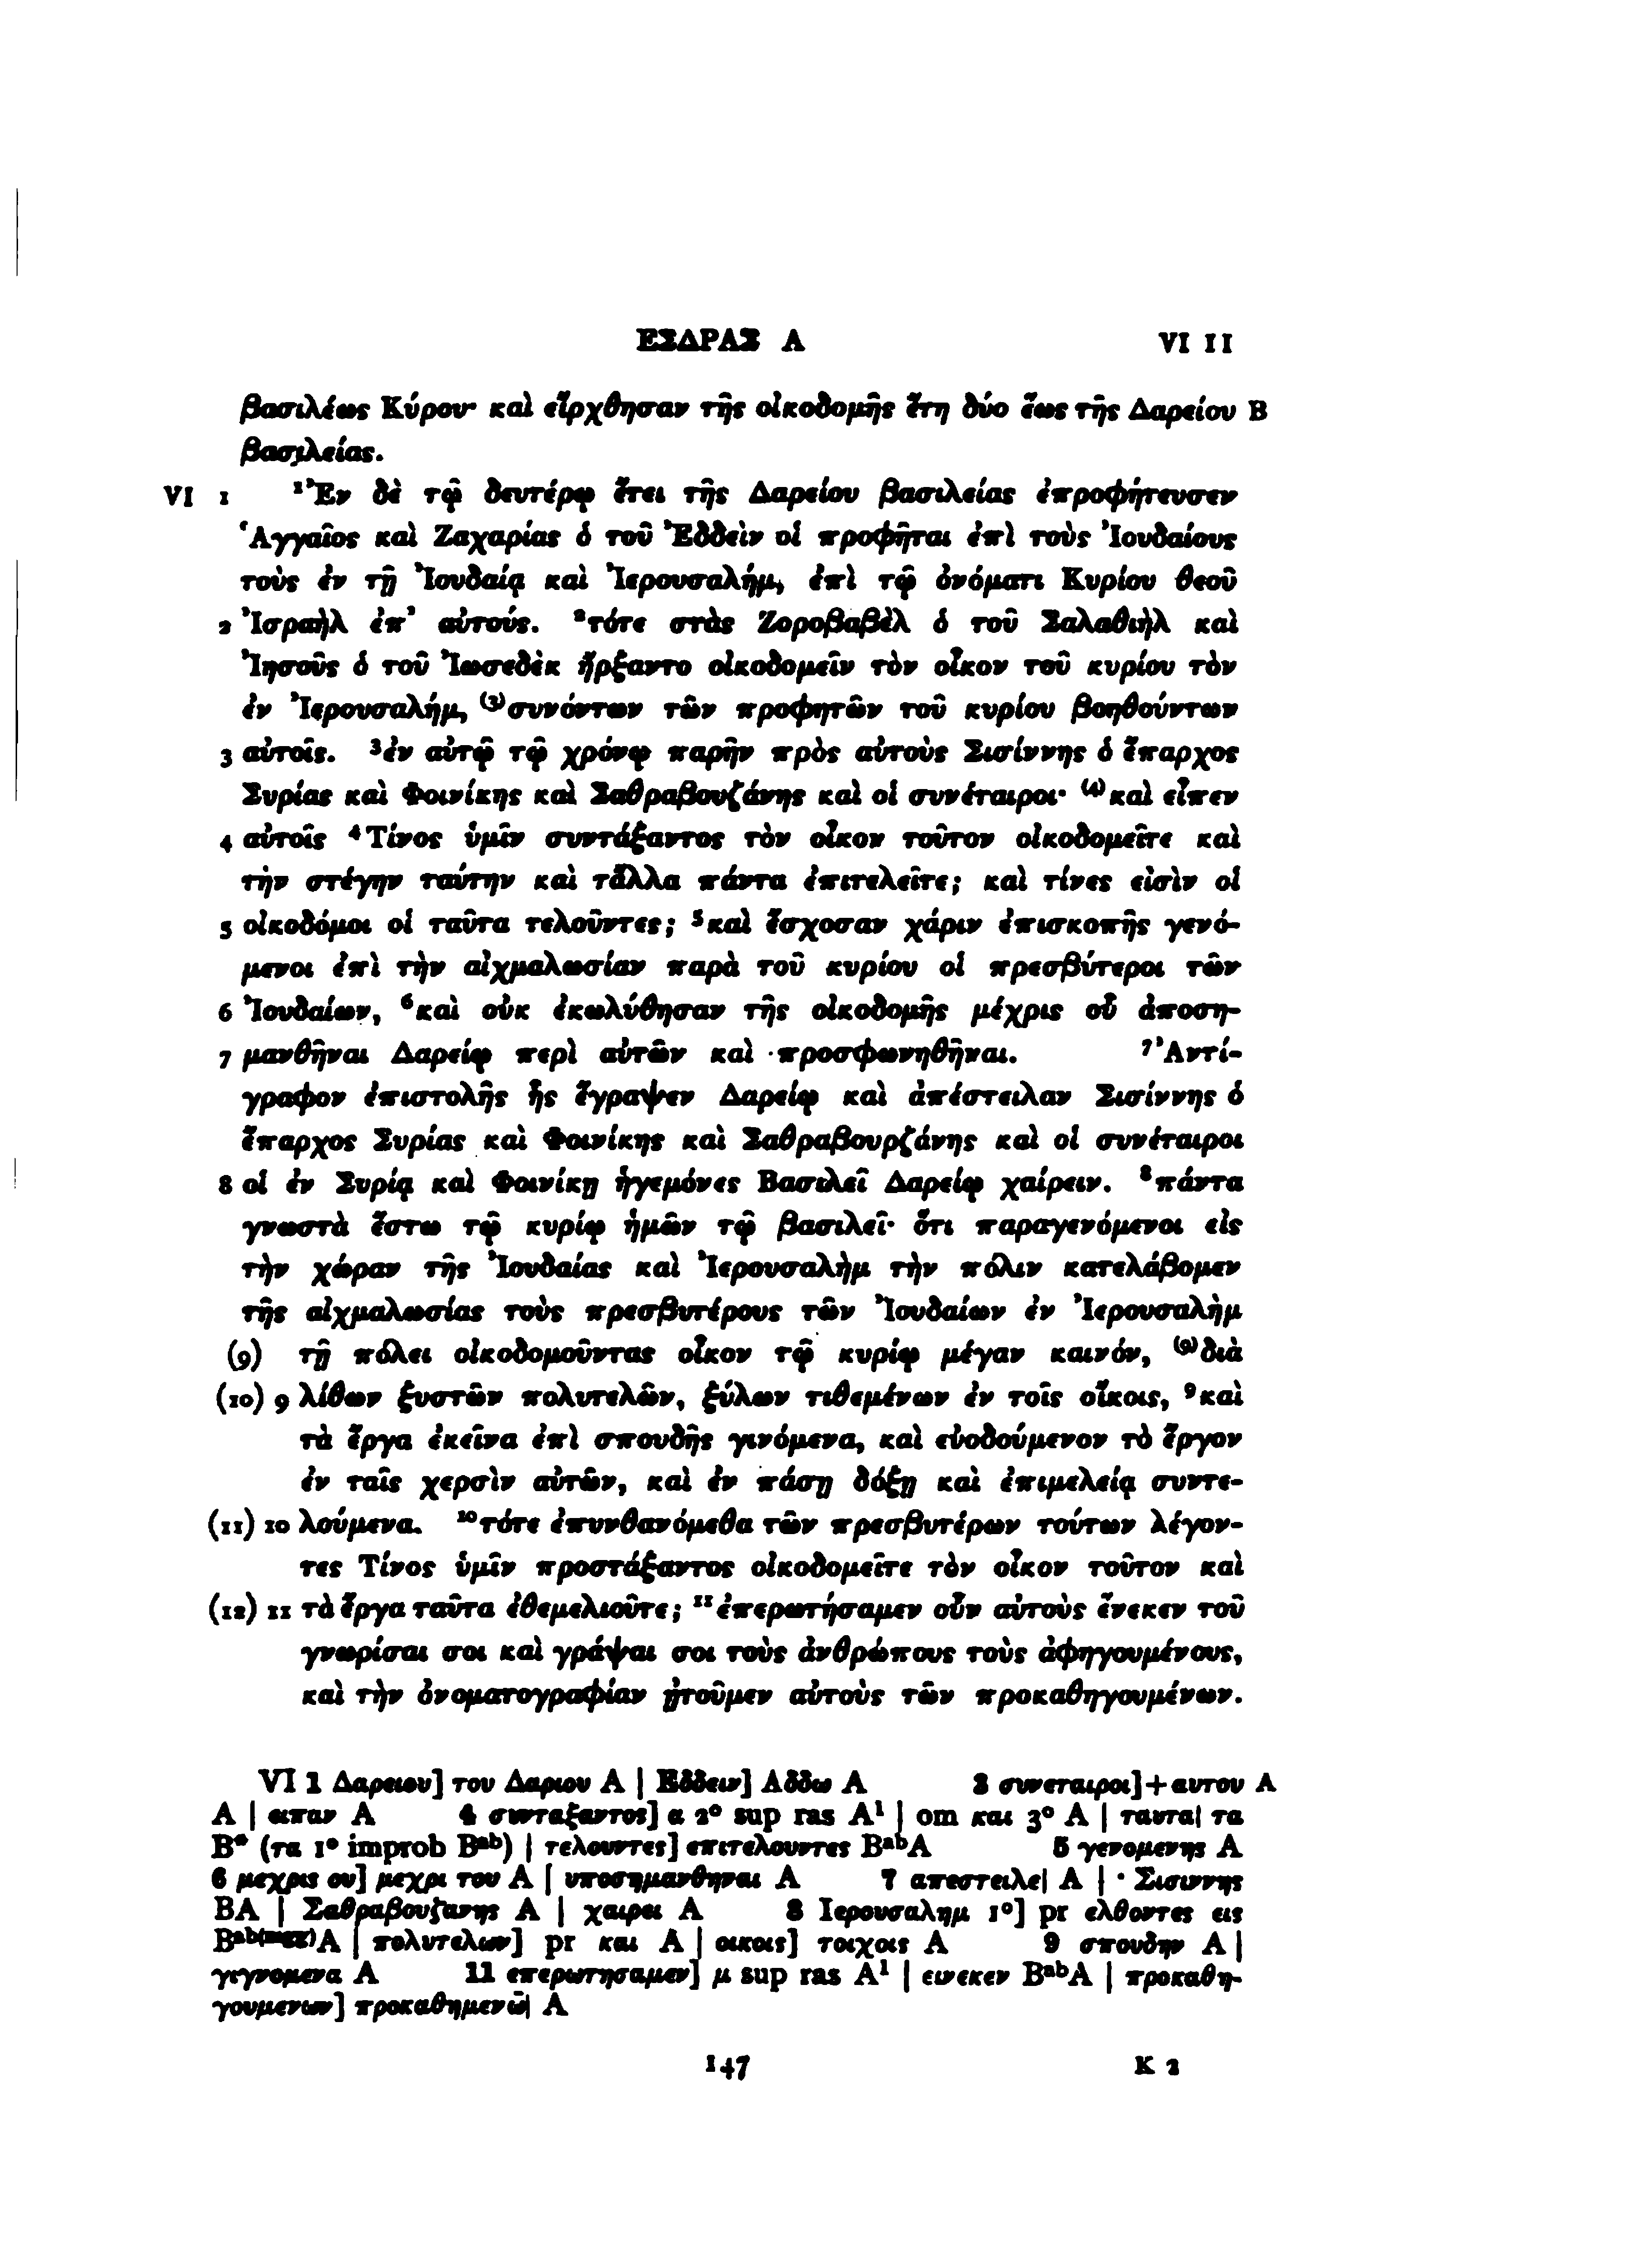 ΕΣΔΡΑΣ Α VI 11
βασιλέως Κύρου· καὶ εἴρχθησαν τῆς οἰκοδομῆς ἔτη δύο ἕως τῆς Δαρείου B
βασιλείας.
VI 1 ¹Ἐν δὲ τῷ δευτέρῳ ἔτει τῆς Δαρείου βασιλείας ἐπροφήτευσεν
Ἁγγαῖος καὶ Ζαχαρίας ὁ τοῦ Ἐδδεὶν οἱ προφῆται ἐπὶ τοὺς Ἰουδαίους
τοὺς ἐν τῇ Ἰουδαίᾳ καὶ Ἰερουσαλήμ, ἐπὶ τῷ ὀνόματι Κυρίου θεοῦ
2 Ἰσραὴλ ἐπ’ αὐτούς. ²τότε στὰς Ζοροβαβὲλ ὁ τοῦ Σαλαθιὴλ καὶ
Ἰησοῦς ὁ τοῦ Ἰωσεδὲκ ἤρξαντο οἰκοδομεῖν τὸν οἶκον τοῦ κυρίου τὸν
ἐν Ἰερουσαλήμ, ⁽³⁾συνόντων τῶν προφητῶν τοῦ κυρίου βοηθούντων
3 αὐτοῖς. ³ἐν αὐτῷ τῷ χρόνῳ παρῆν πρὸς αὐτοὺς Σισίννης ὁ ἔπαρχος
Συρίας καὶ Φοινίκης καὶ Σαθραβουζάνης καὶ οἱ συνέταιροι· ⁽⁴⁾καὶ εἶπεν
4 αὐτοῖς ⁴Τίνος ὑμῖν συντάξαντος τὸν οἶκον τοῦτον οἰκοδομεῖτε καὶ
τὴν στέγην ταύτην καὶ τἄλλα πάντα ἐπιτελεῖτε; καὶ τίνες εἰσὶν οἱ
5 οἰκοδόμοι οἱ ταῦτα τελοῦντες; ⁵καὶ ἔσχοσαν χάριν ἐπισκοπῆς γενό-
μενοι ἐπὶ τὴν αἰχμαλωσίαν παρὰ τοῦ κυρίου οἱ πρεσβύτεροι τῶν
6 Ἰουδαίων, ⁶καὶ οὐκ ἐκωλύθησαν τῆς οἰκοδομῆς μέχρις οὗ ἀποση-
7 μανθῆναι Δαρείῳ περὶ αὐτῶν καὶ προσφωνηθῆναι. ⁷Ἀντί-
γραφον ἐπιστολῆς ἧς ἔγραψεν Δαρείῳ καὶ ἀπέστειλαν Σισίννης ὁ
ἔπαρχος Συρίας καὶ Φοινίκης καὶ Σαθραβουρζάνης καὶ οἱ συνέταιροι
8 οἱ ἐν Συρίᾳ καὶ Φοινίκῃ ἡγεμόνες Βασιλεῖ Δαρείῳ χαίρειν. ⁸πάντα
γνωστὰ ἔστω τῷ κυρίῳ ἡμῶν τῷ βασιλεῖ· ὅτι παραγενόμενοι εἰς
τὴν χώραν τῆς Ἰουδαίας καὶ Ἰερουσαλὴμ τὴν πόλιν κατελάβομεν
τῆς αἰχμαλωσίας τοὺς πρεσβυτέρους τῶν Ἰουδαίων ἐν Ἰερουσαλὴμ
(9) τῇ πόλει οἰκοδομοῦντας οἶκον τῷ κυρίῳ μέγαν καινόν, ⁽⁹⁾διὰ
(10) 9 λίθων ξυστῶν πολυτελῶν, ξύλων τιθεμένων ἐν τοῖς οἴκοις, ⁹καὶ
τὰ ἔργα ἐκεῖνα ἐπὶ σπουδῆς γινόμενα, καὶ εὐοδούμενον τὸ ἔργον
ἐν ταῖς χερσὶν αὐτῶν, καὶ ἐν πάσῃ δόξῃ καὶ ἐπιμελείᾳ συντε-
(11) 10 λούμενα. ¹⁰τότε ἐπυνθανόμεθα τῶν πρεσβυτέρων τούτων λέγον-
τες Τίνος ὑμῖν προστάξαντος οἰκοδομεῖτε τὸν οἶκον τοῦτον καὶ
(12) 11 τὰ ἔργα ταῦτα ἐθεμελιοῦτε; ¹¹ἐπερωτήσαμεν οὖν αὐτοὺς ἕνεκεν τοῦ
γνωρίσαι σοι καὶ γράψαι σοι τοὺς ἀνθρώπους τοὺς ἀφηγουμένους,
καὶ τὴν ὀνοματογραφίαν ᾐτοῦμεν αὐτοὺς τῶν προκαθηγουμένων.
VI 1 Δαρειου] του Δαριου A | Εδδειν] Αδδω A 3 συνεταιροι]+αυτου A
A | ειπαν A 4 συνταξαντος] α 2° sup ras A¹ | om και 3° A | ταυτα] τα
B* (τα 1° improb Bᵃᵇ) | τελουντες] επιτελουντες BᵃᵇA 5 γενομενης A
6 μεχρις ου] μεχρι του A | υποσημανθηναι A 7 απεστειλε| A | · Σισιννης
BA | Σαθραβουζανης A | χαιρει A 8 Ιερουσαλημ 1°] pr ελθοντες εις
Bᵃᵇ⁽ᵐᵍᵍ⁾A | πολυτελων] pr και A | οικοις] τοιχοις A 9 σπουδην A |
γιγνομενα A 11 επερωτησαμεν] μ sup ras A¹ | εινεκεν BᵃᵇA | προκαθη-
γουμενων] προκαθημενω̄| A
147 K 2